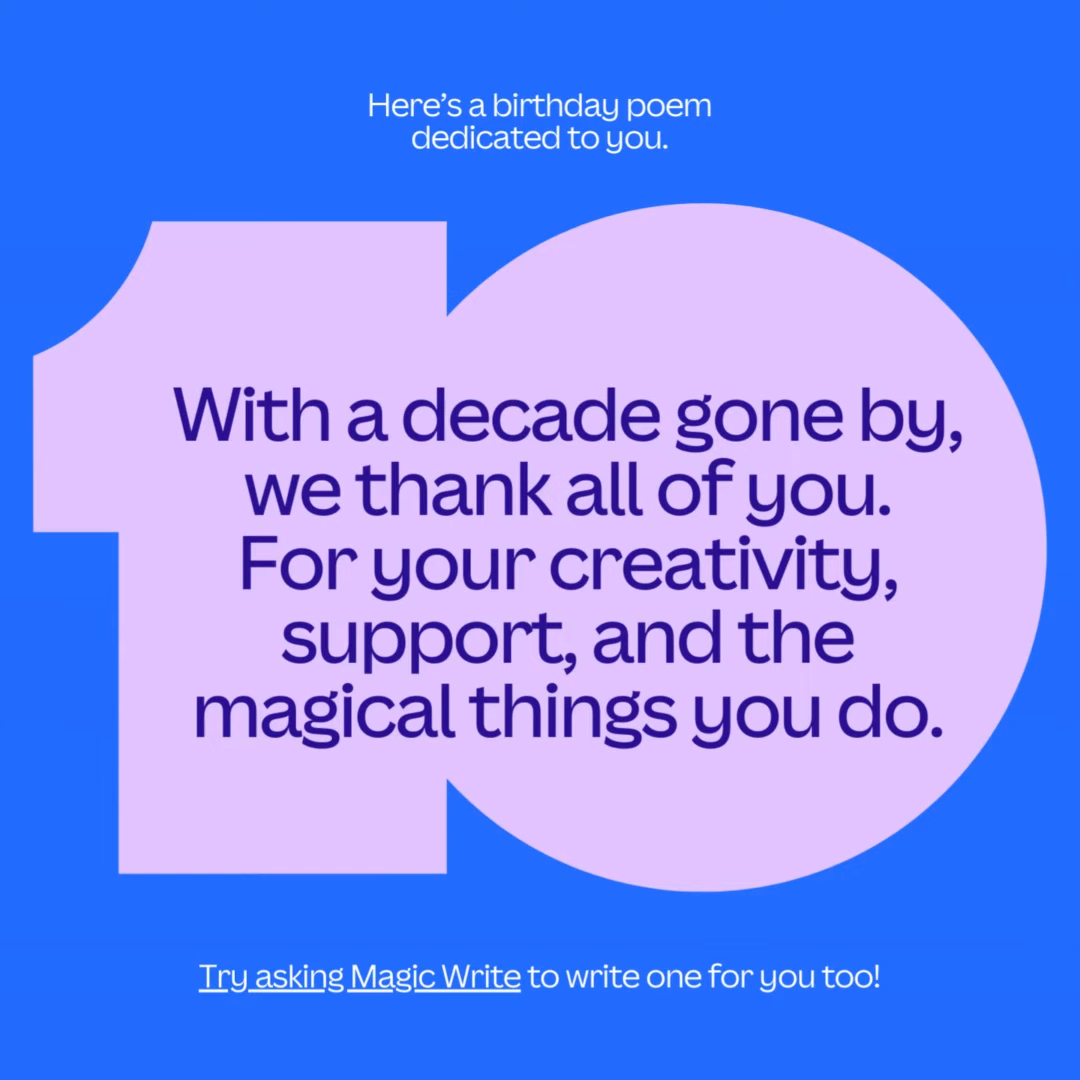 Here’s a birthday poem
dedicated to you.
With a decade gone by,
we thank all of you.
For your creativity,
support, and the
magical things you do.
Try asking Magic Write to write one for you too!